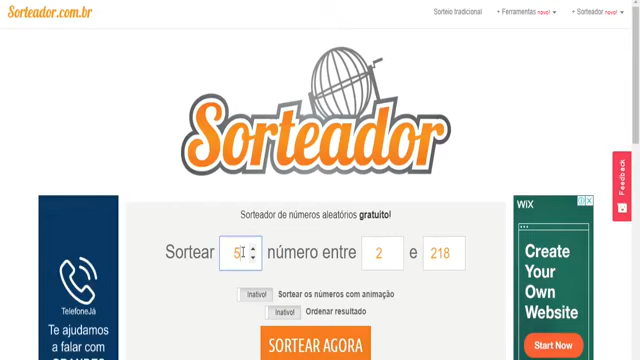 Sorteador.com.br
Sorteio tradicional + Ferramentas novo! + Sorteador novo!
Sorteador
Feedback
Sorteador de números aleatórios gratuito!
Sortear 5 número entre 2 e 218
Inativo! Sortear os números com animação
Inativo! Ordenar resultado
SORTEAR AGORA
TelefoneJá
Te ajudamos
a falar com
WiX
Create
Your Own
Website
Start Now